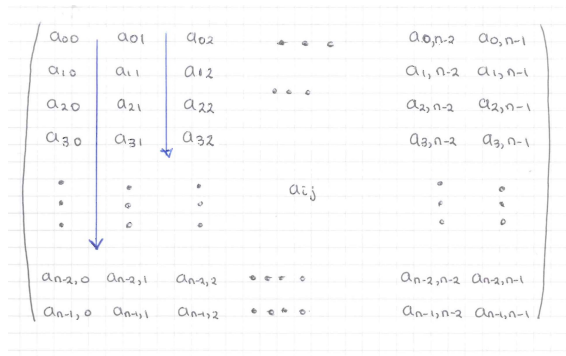 a00 a01 a02 • • • a0,n-2 a0,n-1
a10 a11 a12 a1,n-2 a1,n-1
• • •
a20 a21 a22 a2,n-2 a2,n-1
a30 a31 a32 a3,n-2 a3,n-1
aij
an-2,0 an-2,1 an-2,2 • • • • an-2,n-2 an-2,n-1
an-1,0 an-1,1 an-1,2 • • • • an-1,n-2 an-1,n-1